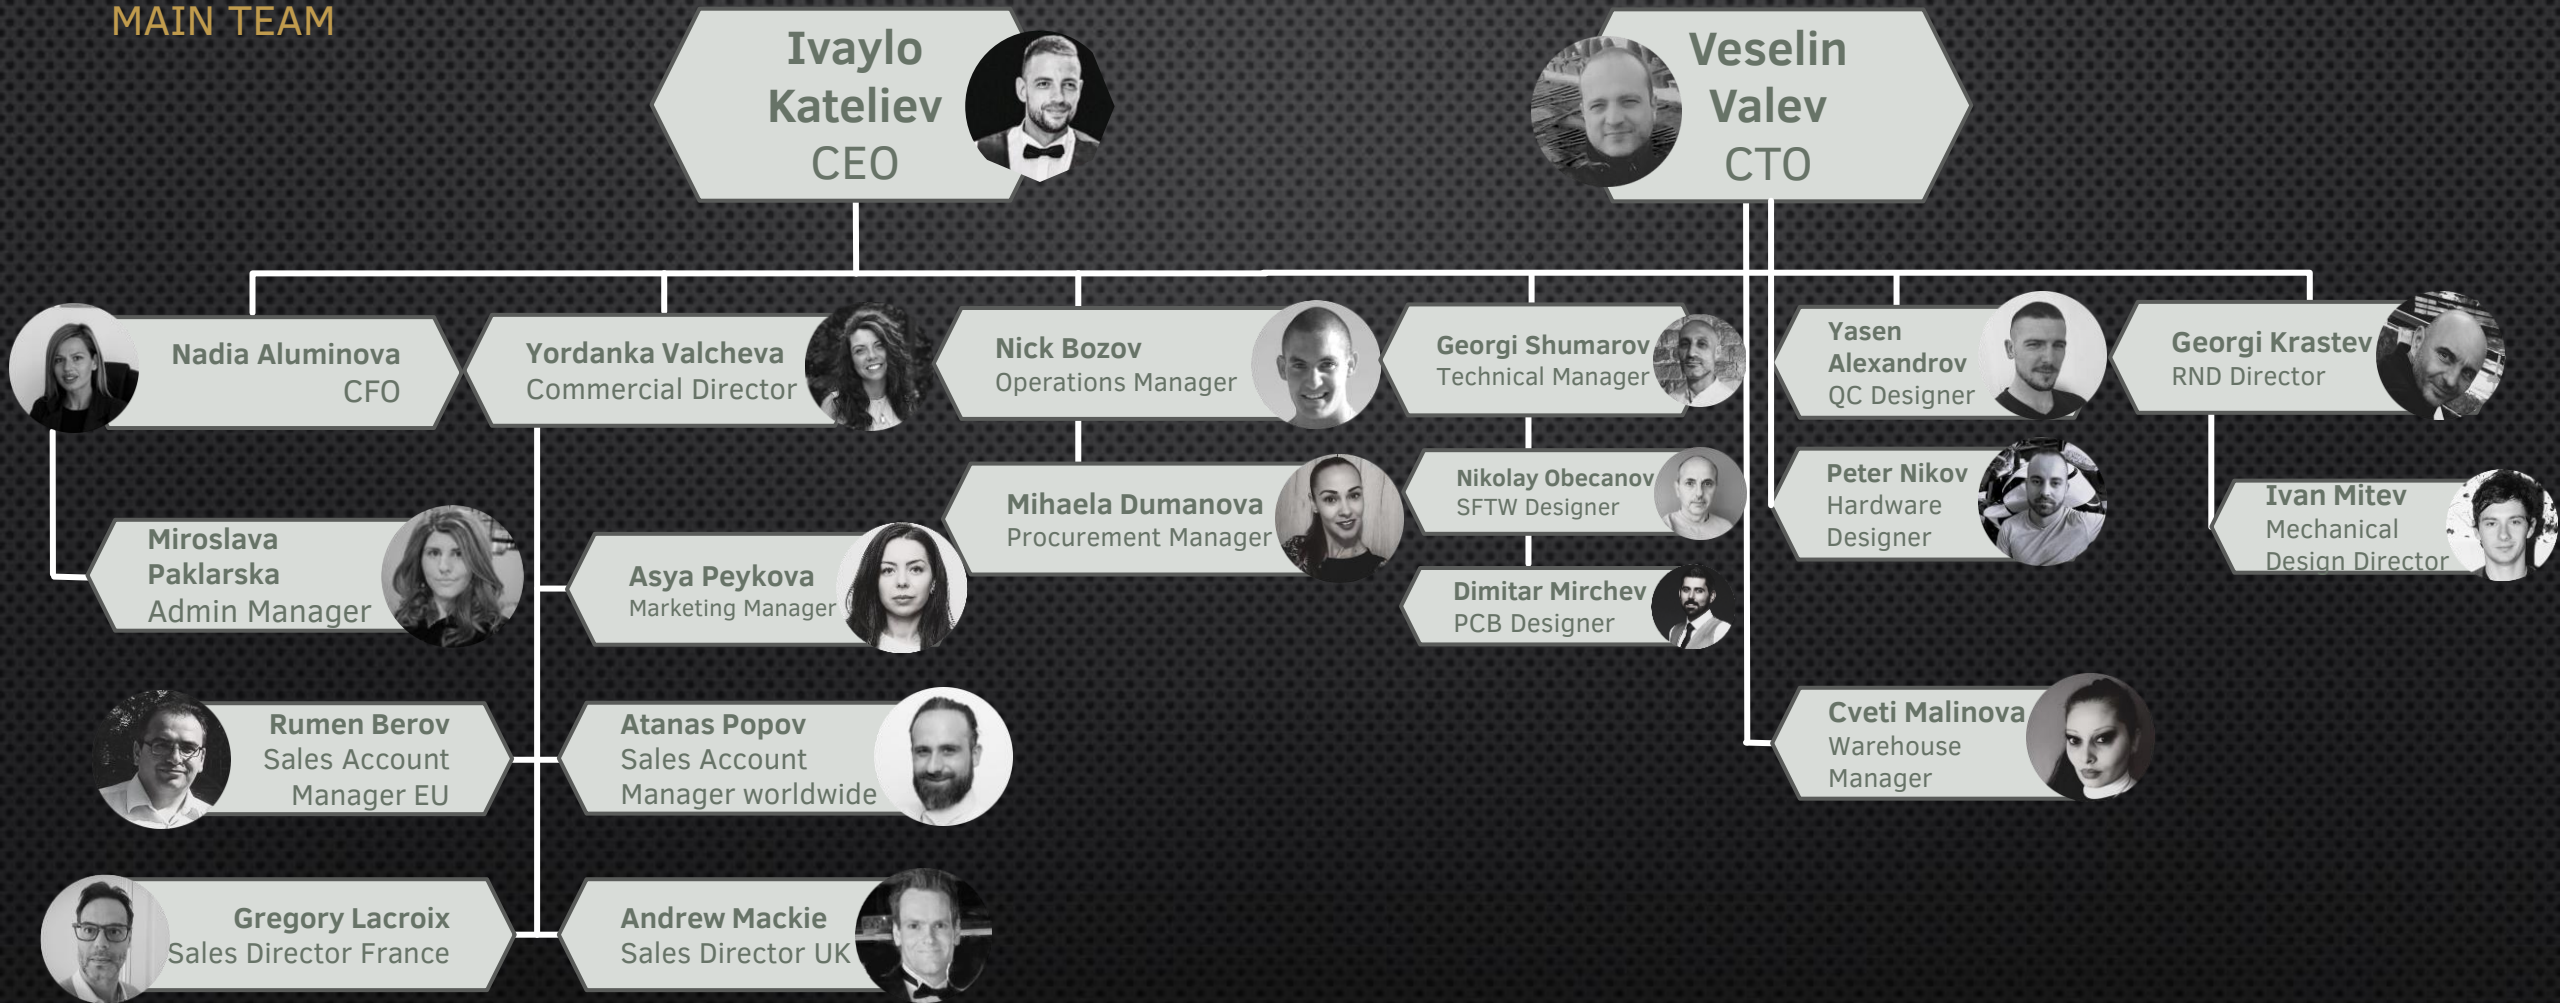 MAIN TEAM
Ivaylo
Kateliev
CEO
Veselin
Valev
CTO
Nadia Aluminova
CFO
Yordanka Valcheva
Commercial Director
Nick Bozov
Operations Manager
Georgi Shumarov
Technical Manager
Yasen
Alexandrov
QC Designer
Georgi Krastev
RND Director
Miroslava
Paklarska
Admin Manager
Asya Peykova
Marketing Manager
Mihaela Dumanova
Procurement Manager
Nikolay Obecanov
SFTW Designer
Dimitar Mirchev
PCB Designer
Peter Nikov
Hardware
Designer
Ivan Mitev
Mechanical
Design Director
Rumen Berov
Sales Account
Manager EU
Atanas Popov
Sales Account
Manager worldwide
Cveti Malinova
Warehouse
Manager
Gregory Lacroix
Sales Director France
Andrew Mackie
Sales Director UK